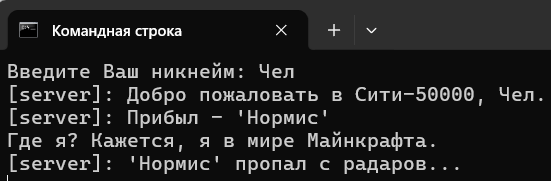 Командная строка
Введите Ваш никнейм: Чел
[server]: Добро пожаловать в Сити-50000, Чел.
[server]: Прибыл - 'Нормис'
Где я? Кажется, я в мире Майнкрафта.
[server]: 'Нормис' пропал с радаров...